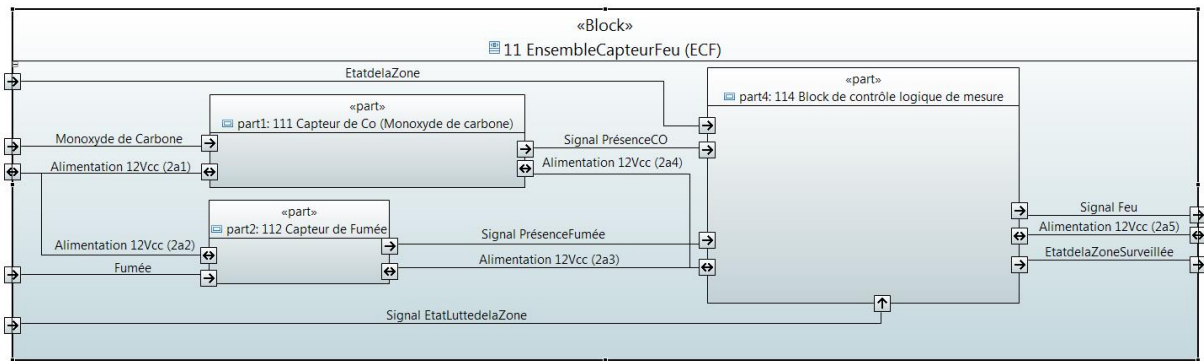 «Block»
11 EnsembleCapteurFeu (ECF)
EtatdelaZone
«part»
part4: 114 Block de contrôle logique de mesure
«part»
part1: 111 Capteur de Co (Monoxyde de carbone)
Monoxyde de Carbone
Signal PrésenceCO
Alimentation 12Vcc (2a1)
Alimentation 12Vcc (2a4)
«part»
part2: 112 Capteur de Fumée
Signal Feu
Alimentation 12Vcc (2a5)
Alimentation 12Vcc (2a2)
Signal PrésenceFumée
EtatdelaZoneSurveillée
Fumée
Alimentation 12Vcc (2a3)
Signal EtatLuttedelaZone